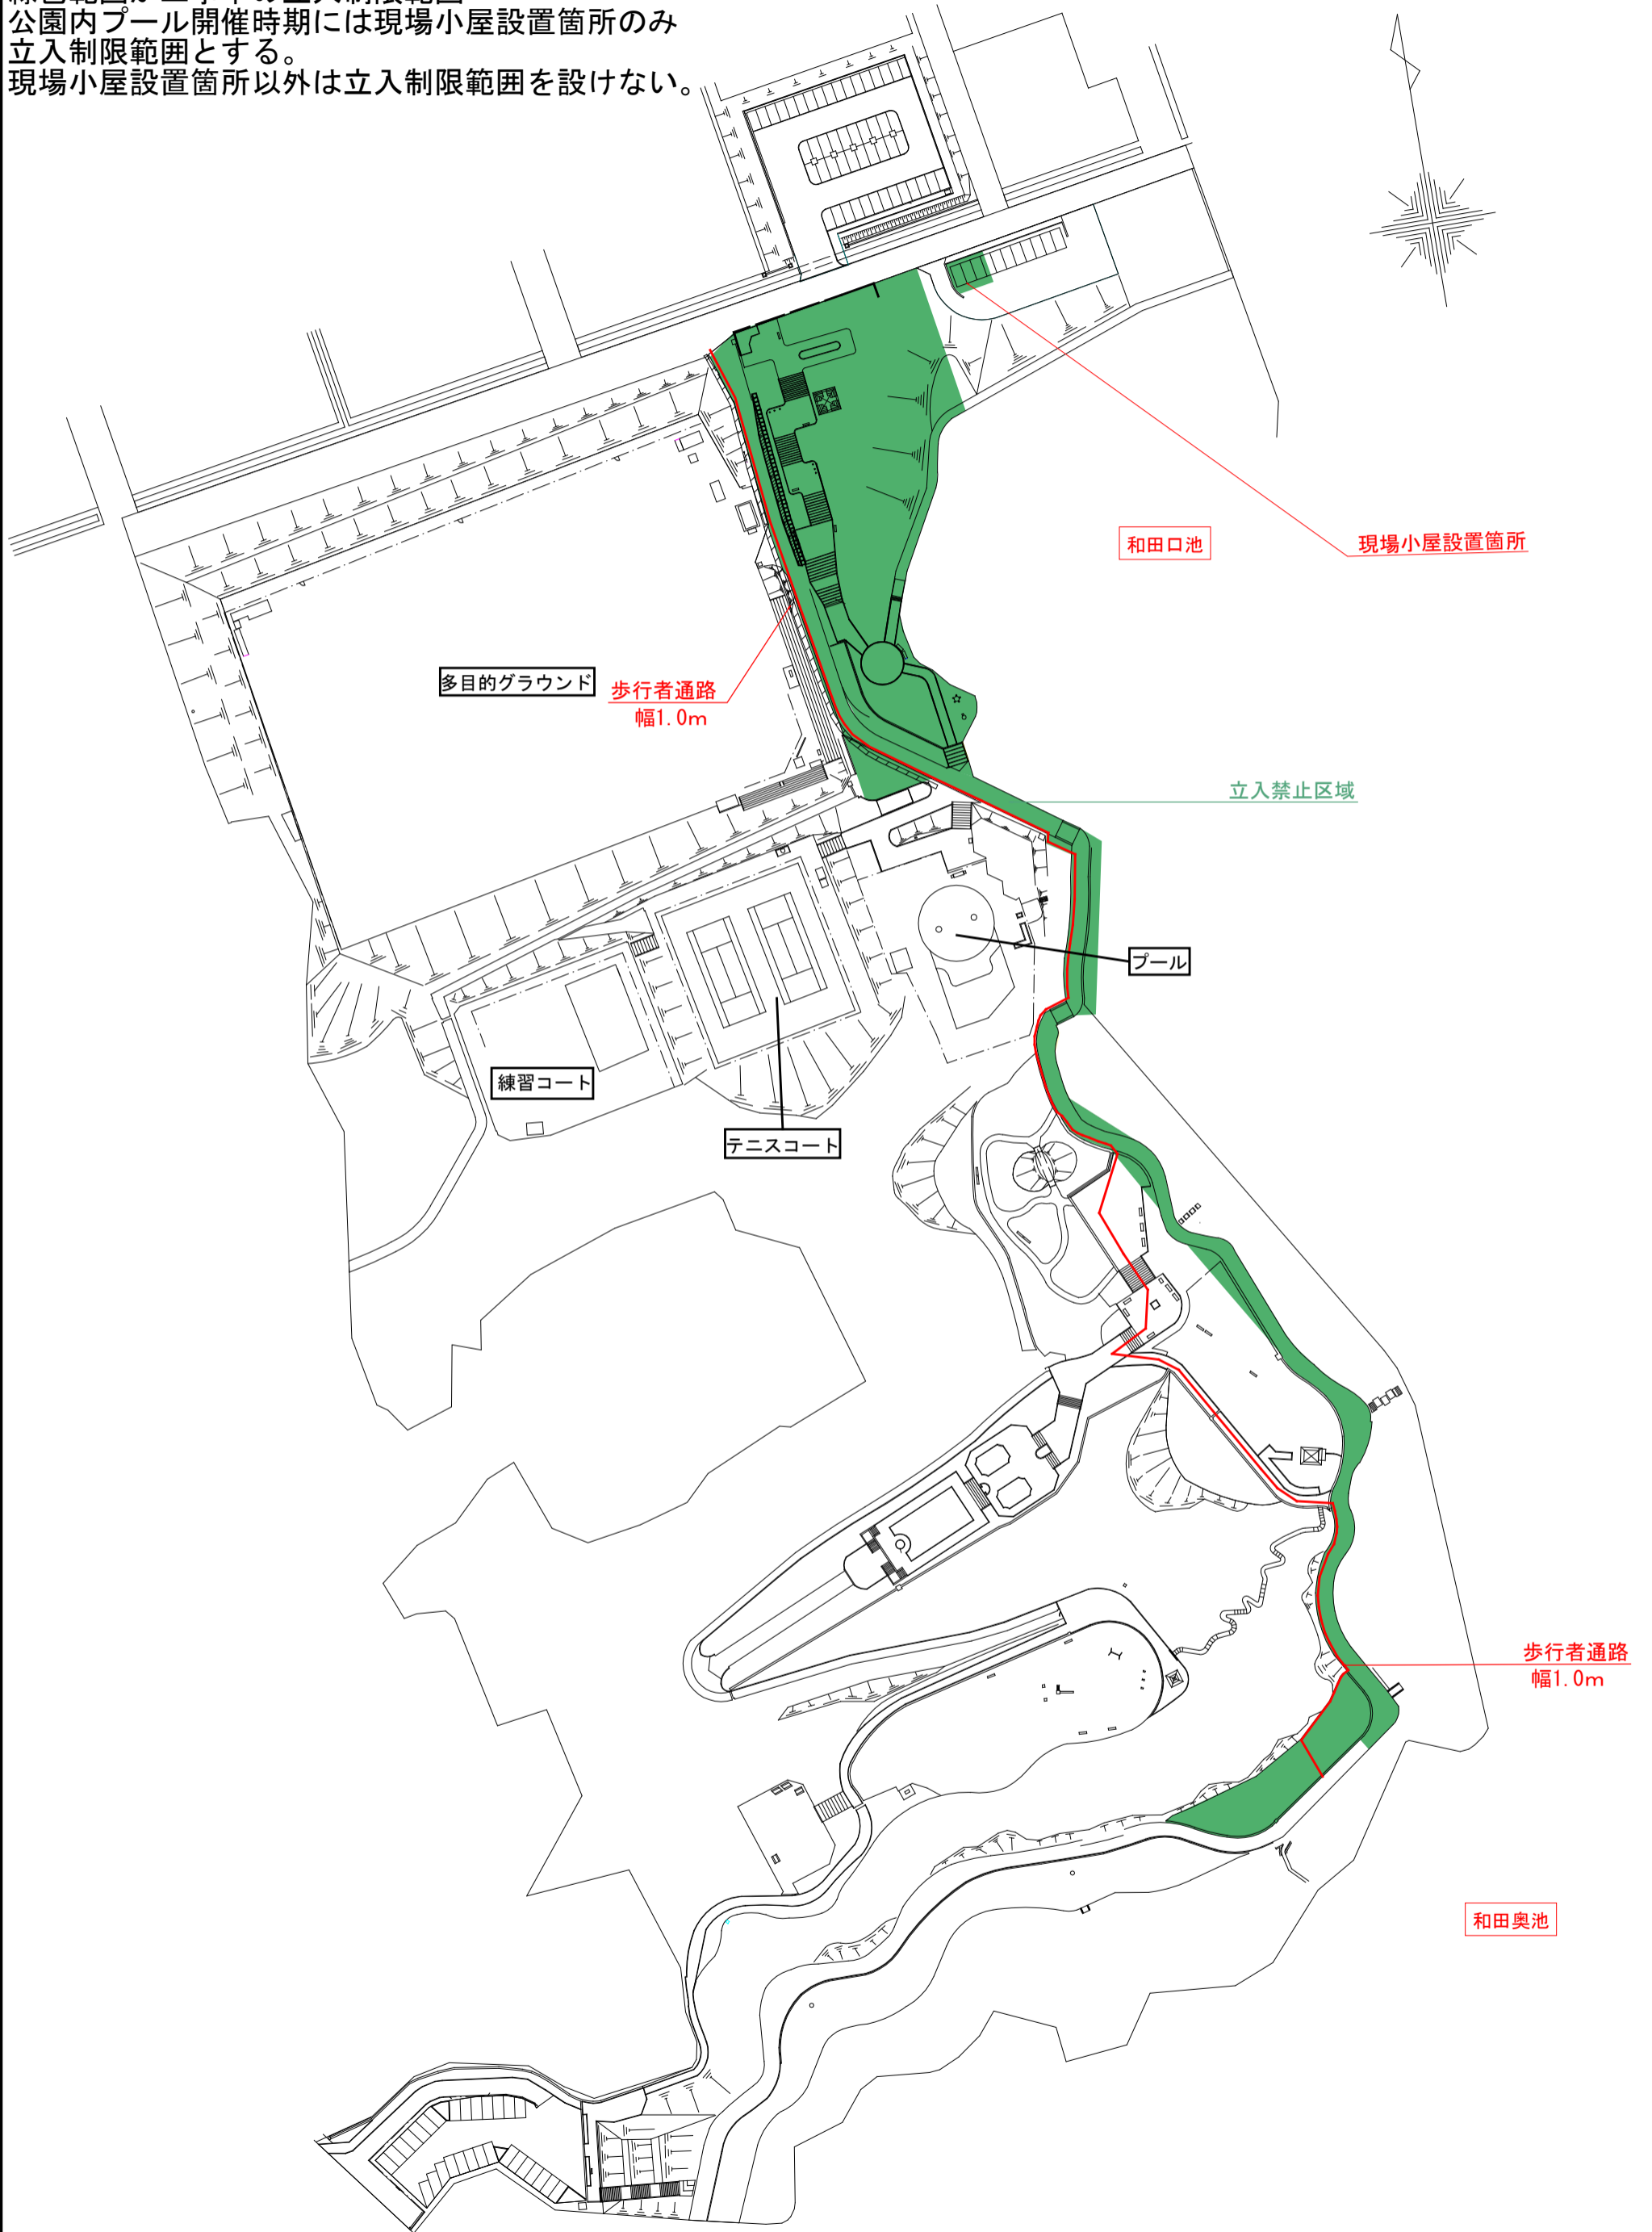 公園内プール開催時期には現場小屋設置箇所のみ
立入制限範囲とする。
現場小屋設置箇所以外は立入制限範囲を設けない。
和田口池
現場小屋設置箇所
多目的グラウンド
歩行者通路
幅1.0m
立入禁止区域
プール
練習コート
テニスコート
歩行者通路
幅1.0m
和田奥池